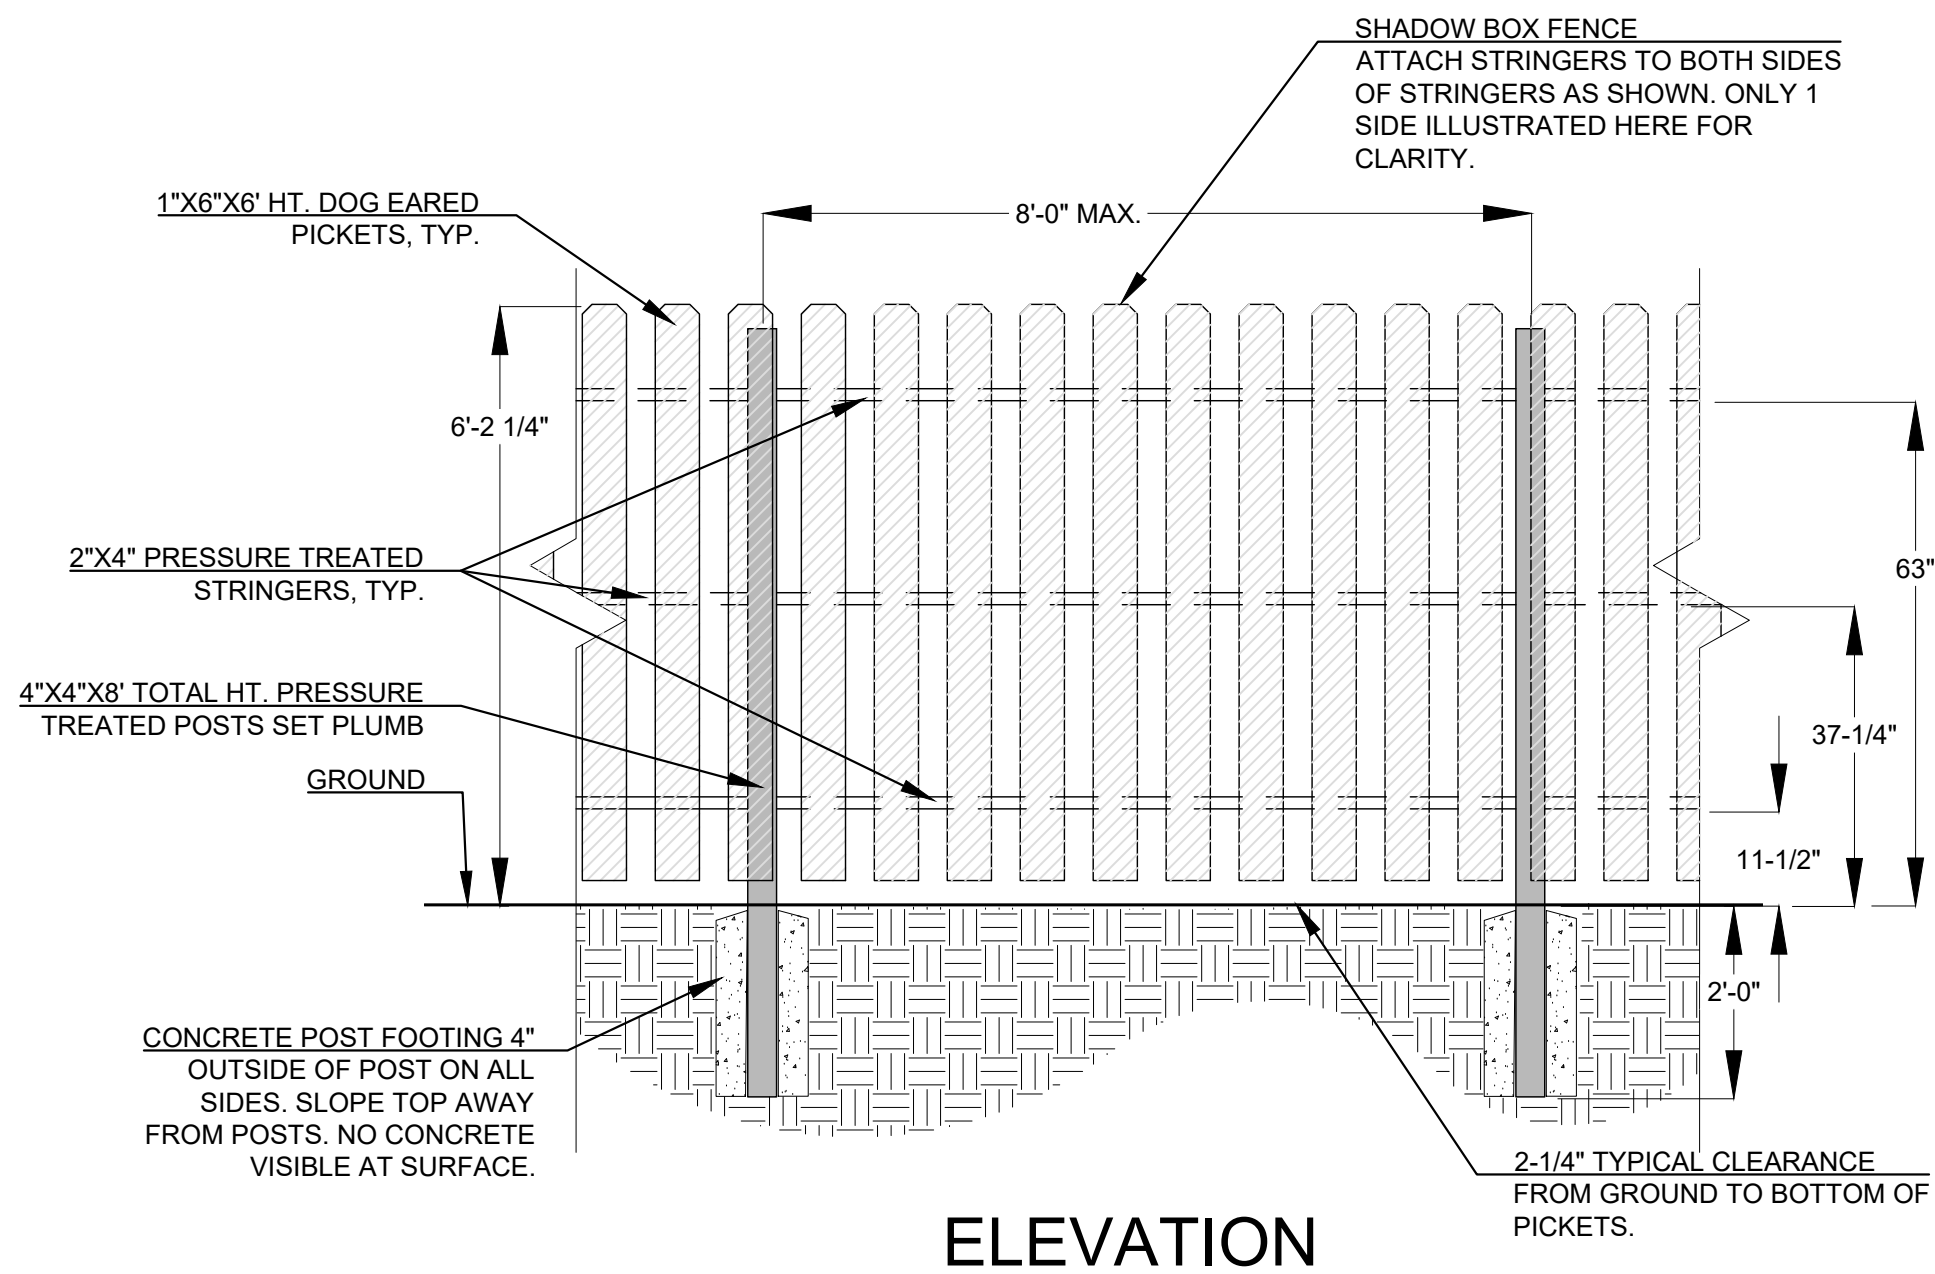 SHADOW BOX FENCE
ATTACH STRINGERS TO BOTH SIDES
OF STRINGERS AS SHOWN. ONLY 1
SIDE ILLUSTRATED HERE FOR
CLARITY.
1"X6"X6' HT. DOG EARED
PICKETS, TYP.
8'-0" MAX.
6'-2 1/4"
2"X4" PRESSURE TREATED
STRINGERS, TYP.
63"
4"X4"X8' TOTAL HT. PRESSURE
TREATED POSTS SET PLUMB
37-1/4"
GROUND
11-1/2"
2'-0"
CONCRETE POST FOOTING 4"
OUTSIDE OF POST ON ALL
SIDES. SLOPE TOP AWAY
FROM POSTS. NO CONCRETE
VISIBLE AT SURFACE.
2-1/4" TYPICAL CLEARANCE
FROM GROUND TO BOTTOM OF
PICKETS.
ELEVATION